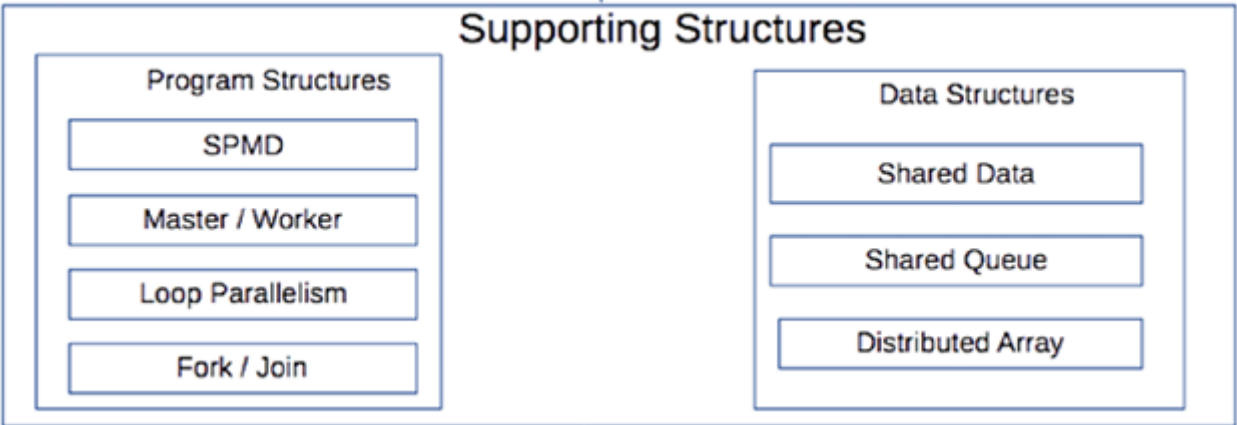 Supporting Structures
Program Structures
SPMD
Master / Worker
Loop Parallelism
Fork / Join
Data Structures
Shared Data
Shared Queue
Distributed Array